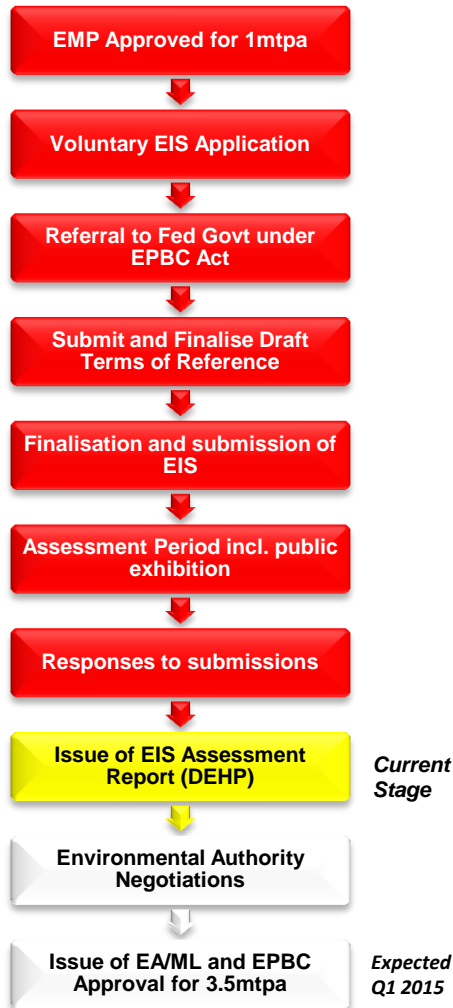 EMP Approved for 1mtpa
Voluntary EIS Application
Referral to Fed Govt under
EPBC Act
Submit and Finalise Draft
Terms of Reference
Finalisation and submission of
EIS
Assessment Period incl. public
exhibition
Responses to submissions
Issue of EIS Assessment
Report (DEHP)
Current
Stage
Environmental Authority
Negotiations
Issue of EA/ML and EPBC
Approval for 3.5mtpa
Expected
Q1 2015